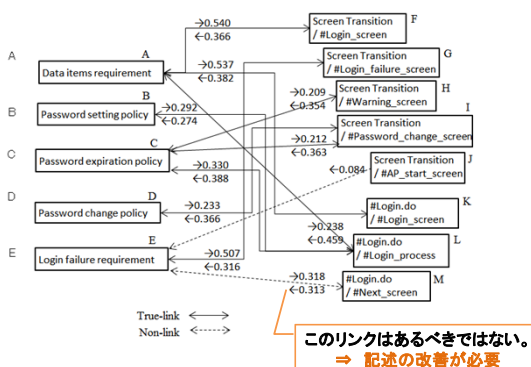 F
→0.540
←0.366
Screen Transition
/ #Login_screen
A
A
→0.537
←0.382
G
Screen Transition
/ #Login_failure_screen
Data items requirement
→0.209
←0.354
H
Screen Transition
/ #Warning_screen
B
B
→0.292
←0.274
Password setting policy
I
→0.212
←0.363
Screen Transition
/ #Password_change_screen
C
C
Password expiration policy
→0.330
←0.388
J
←0.084
Screen Transition
/ #AP_start_screen
D
D
→0.233
←0.366
Password change policy
K
#Login.do
/ #Login_screen
→0.238
←0.459
L
#Login.do
/ #Login_process
E
E
→0.507
←0.316
Login failure requirement
→0.318
←0.313
M
#Login.do
/ #Next_screen
True-link
Non-link
このリンクはあるべきではない。
⇒ 記述の改善が必要